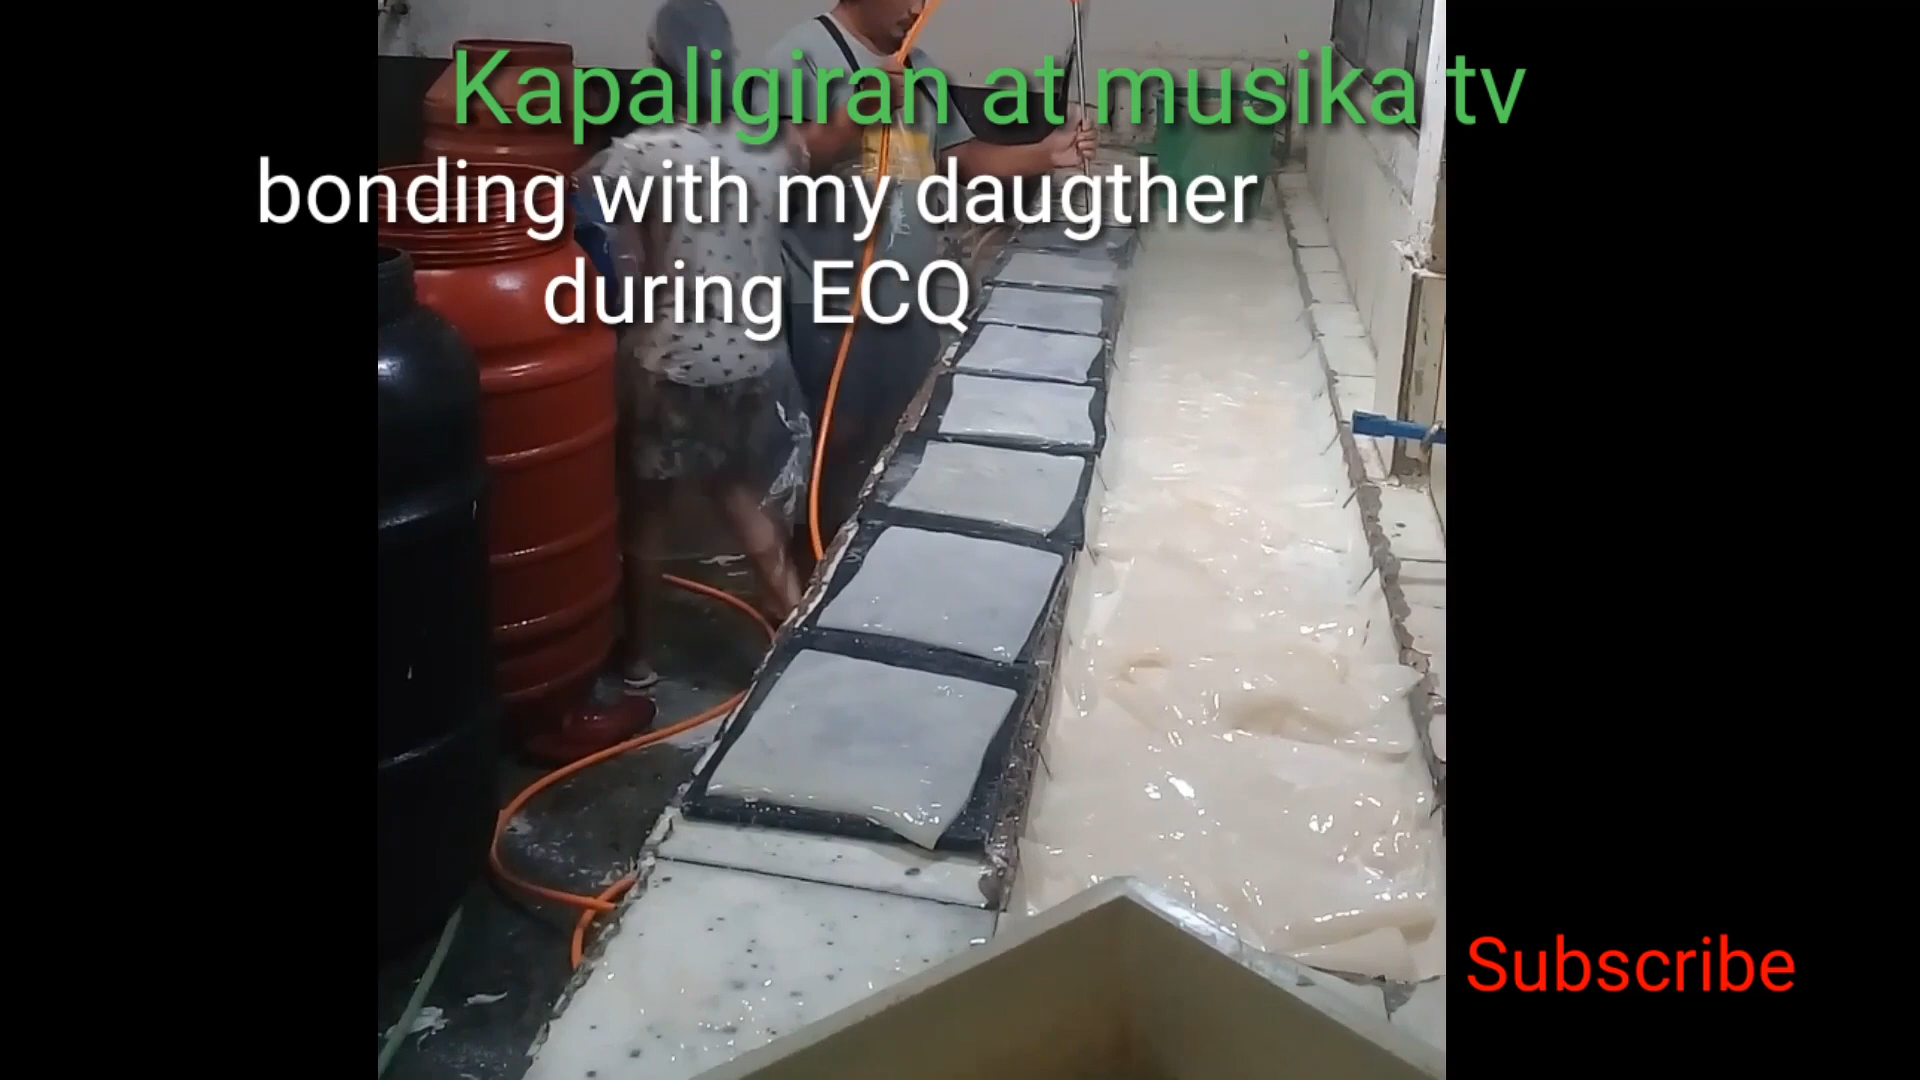 Kapaligiran at musika tv
bonding with my daugther
during ECQ
Subscribe